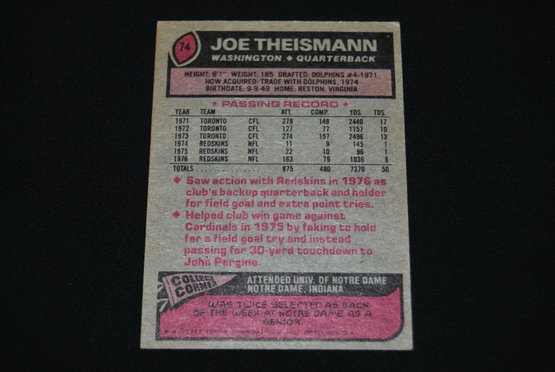 74
JOE THEISMANN
WASHINGTON ♦ QUARTERBACK
HEIGHT: 6'1" WEIGHT: 185 DRAFTED: DOLPHINS #4-1971
HOW ACQUIRED: TRADE WITH DOLPHINS, 1974
BIRTHDATE: 9-9-49 HOME: RESTON, VIRGINIA
♦ PASSING RECORD ♦
YEAR TEAM ATT. COMP. YDS. TDS.
1971 TORONTO CFL 278 148 2440 17
1972 TORONTO CFL 127 77 1157 10
1973 TORONTO CFL 274 157 2496 13
1974 REDSKINS NFL 11 9 145 1
1975 REDSKINS NFL 22 10 96 1
1976 REDSKINS NFL 163 79 1036 8
TOTALS 875 480 7370 50
♦ Saw action with Redskins in 1976 as
club's backup quarterback and holder
for field goal and extra point tries.
♦ Helped club win game against
Cardinals in 1975 by faking to hold
for a field goal try and instead
passing for 30-yard touchdown to
John Pergine.
COLLEGE
CORNER
ATTENDED UNIV. OF NOTRE DAME
NOTRE DAME, INDIANA
WAS TWICE SELECTED AS BACK
OF THE WEEK AT NOTRE DAME AS A
SENIOR